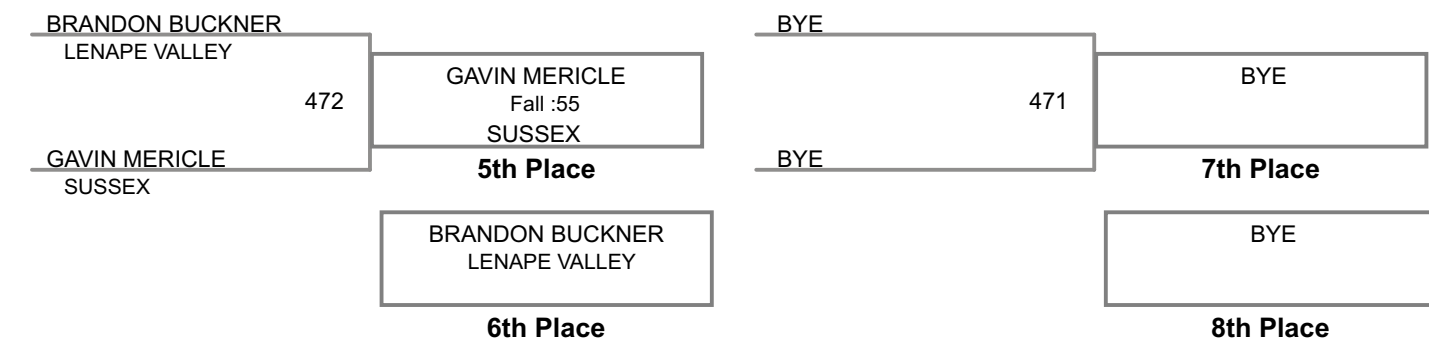 BRANDON BUCKNER
LENAPE VALLEY
472
GAVIN MERICLE
SUSSEX
GAVIN MERICLE
Fall :55
SUSSEX
5th Place
BRANDON BUCKNER
LENAPE VALLEY
6th Place
BYE
471
BYE
BYE
7th Place
BYE
8th Place